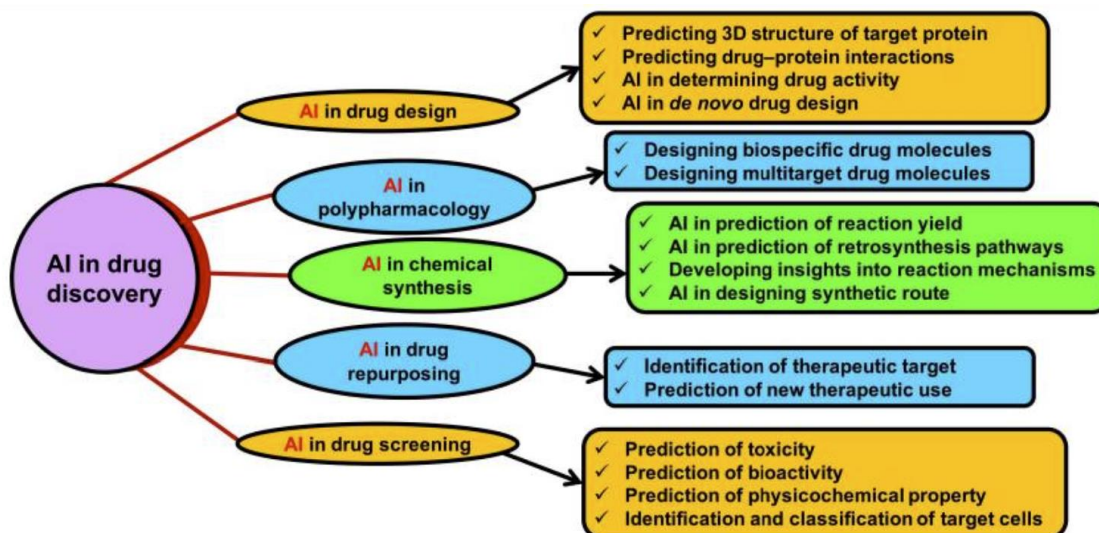 AI in drug
discovery
AI in drug design
✓ Predicting 3D structure of target protein
✓ Predicting drug–protein interactions
✓ AI in determining drug activity
✓ AI in de novo drug design
AI in
polypharmacology
✓ Designing biospecific drug molecules
✓ Designing multitarget drug molecules
AI in chemical
synthesis
✓ AI in prediction of reaction yield
✓ AI in prediction of retrosynthesis pathways
✓ Developing insights into reaction mechanisms
✓ AI in designing synthetic route
AI in drug
repurposing
✓ Identification of therapeutic target
✓ Prediction of new therapeutic use
AI in drug screening
✓ Prediction of toxicity
✓ Prediction of bioactivity
✓ Prediction of physicochemical property
✓ Identification and classification of target cells